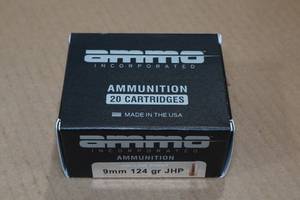 ammo
INCORPORATED
AMMUNITION
20 CARTRIDGES
MADE IN THE USA
ammo
INCORPORATED
AMMUNITION
9mm 124 gr JHP